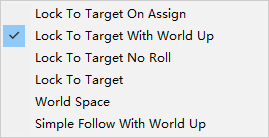 Lock To Target On Assign
Lock To Target With World Up
Lock To Target No Roll
Lock To Target
World Space
Simple Follow With World Up